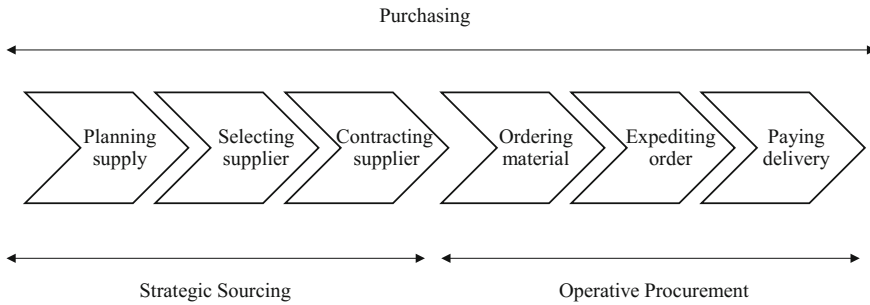 Purchasing
Planning
supply
Selecting
supplier
Contracting
supplier
Ordering
material
Expediting
order
Paying
delivery
Strategic Sourcing
Operative Procurement